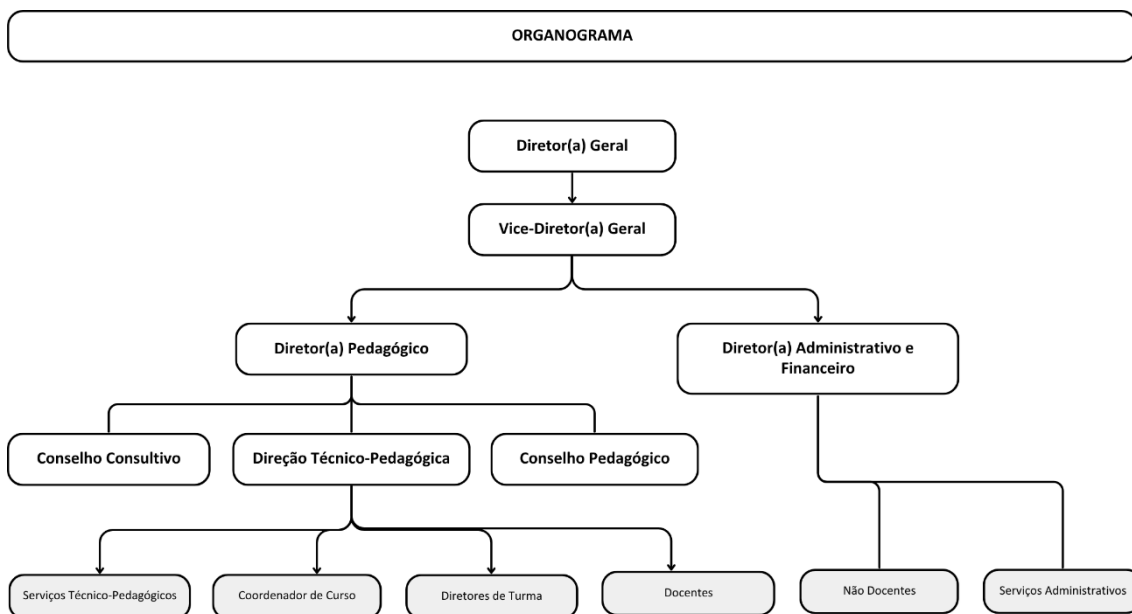 ORGANOGRAMA
Diretor(a) Geral
Vice-Diretor(a) Geral
Diretor(a) Pedagógico
Diretor(a) Administrativo e
Financeiro
Conselho Consultivo
Direção Técnico-Pedagógica
Conselho Pedagógico
Serviços Técnico-Pedagógicos
Coordenador de Curso
Diretores de Turma
Docentes
Não Docentes
Serviços Administrativos